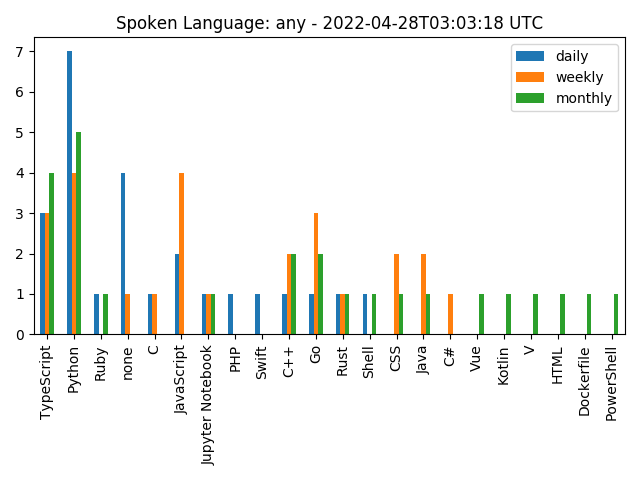 Spoken Language: any - 2022-04-28T03:03:18 UTC
daily
weekly
monthly
7
6
5
4
3
2
1
0
TypeScript
Python
Ruby
none
C
JavaScript
Jupyter Notebook
PHP
Swift
C++
Go
Rust
Shell
CSS
Java
C#
Vue
Kotlin
V
HTML
Dockerfile
PowerShell